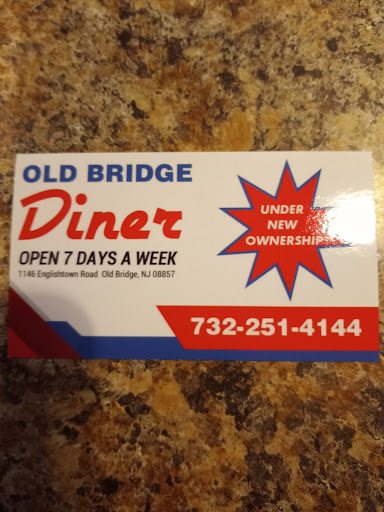 OLD BRIDGE
Diner
OPEN 7 DAYS A WEEK
1146 Englishtown Road Old Bridge, NJ 08857
UNDER
NEW
OWNERSHIP
732-251-4144